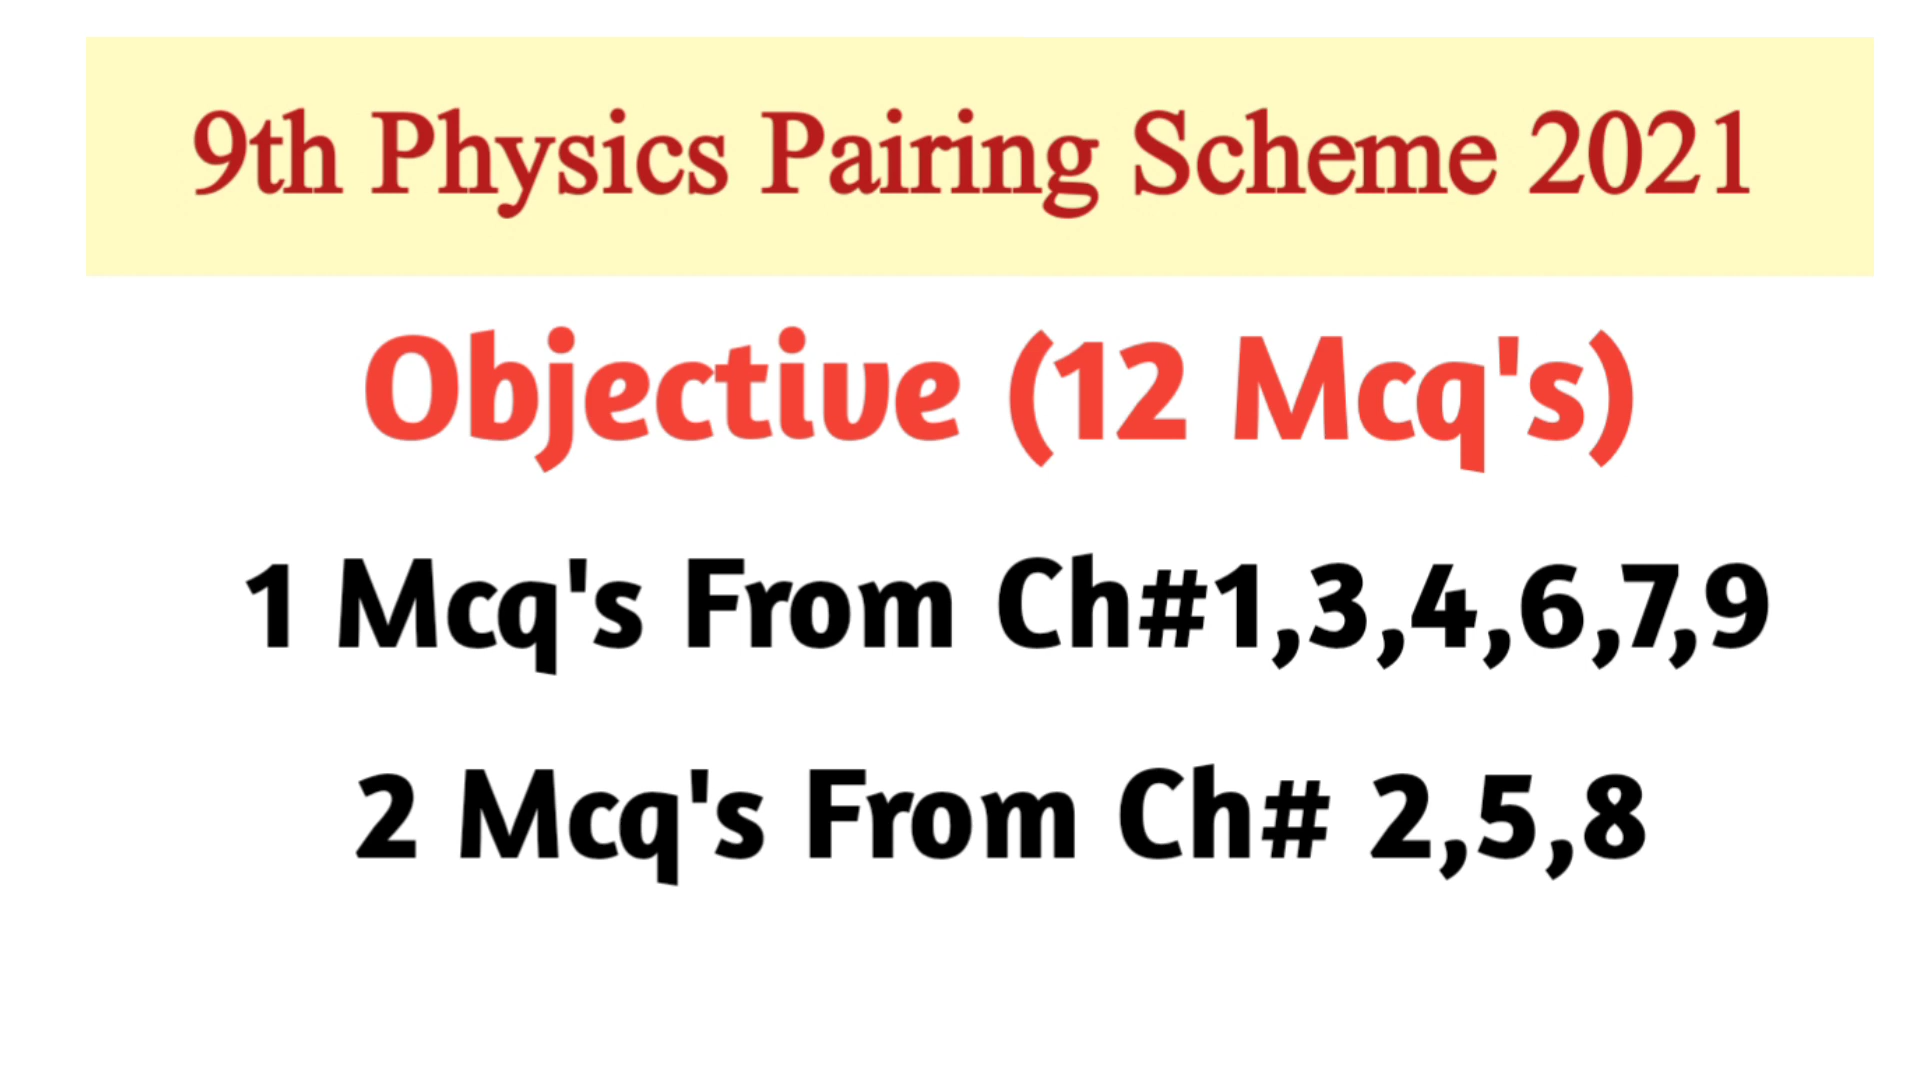 9th Physics Pairing Scheme 2021
Objective (12 Mcq's)
1 Mcq's From Ch#1,3,4,6,7,9
2 Mcq's From Ch# 2,5,8